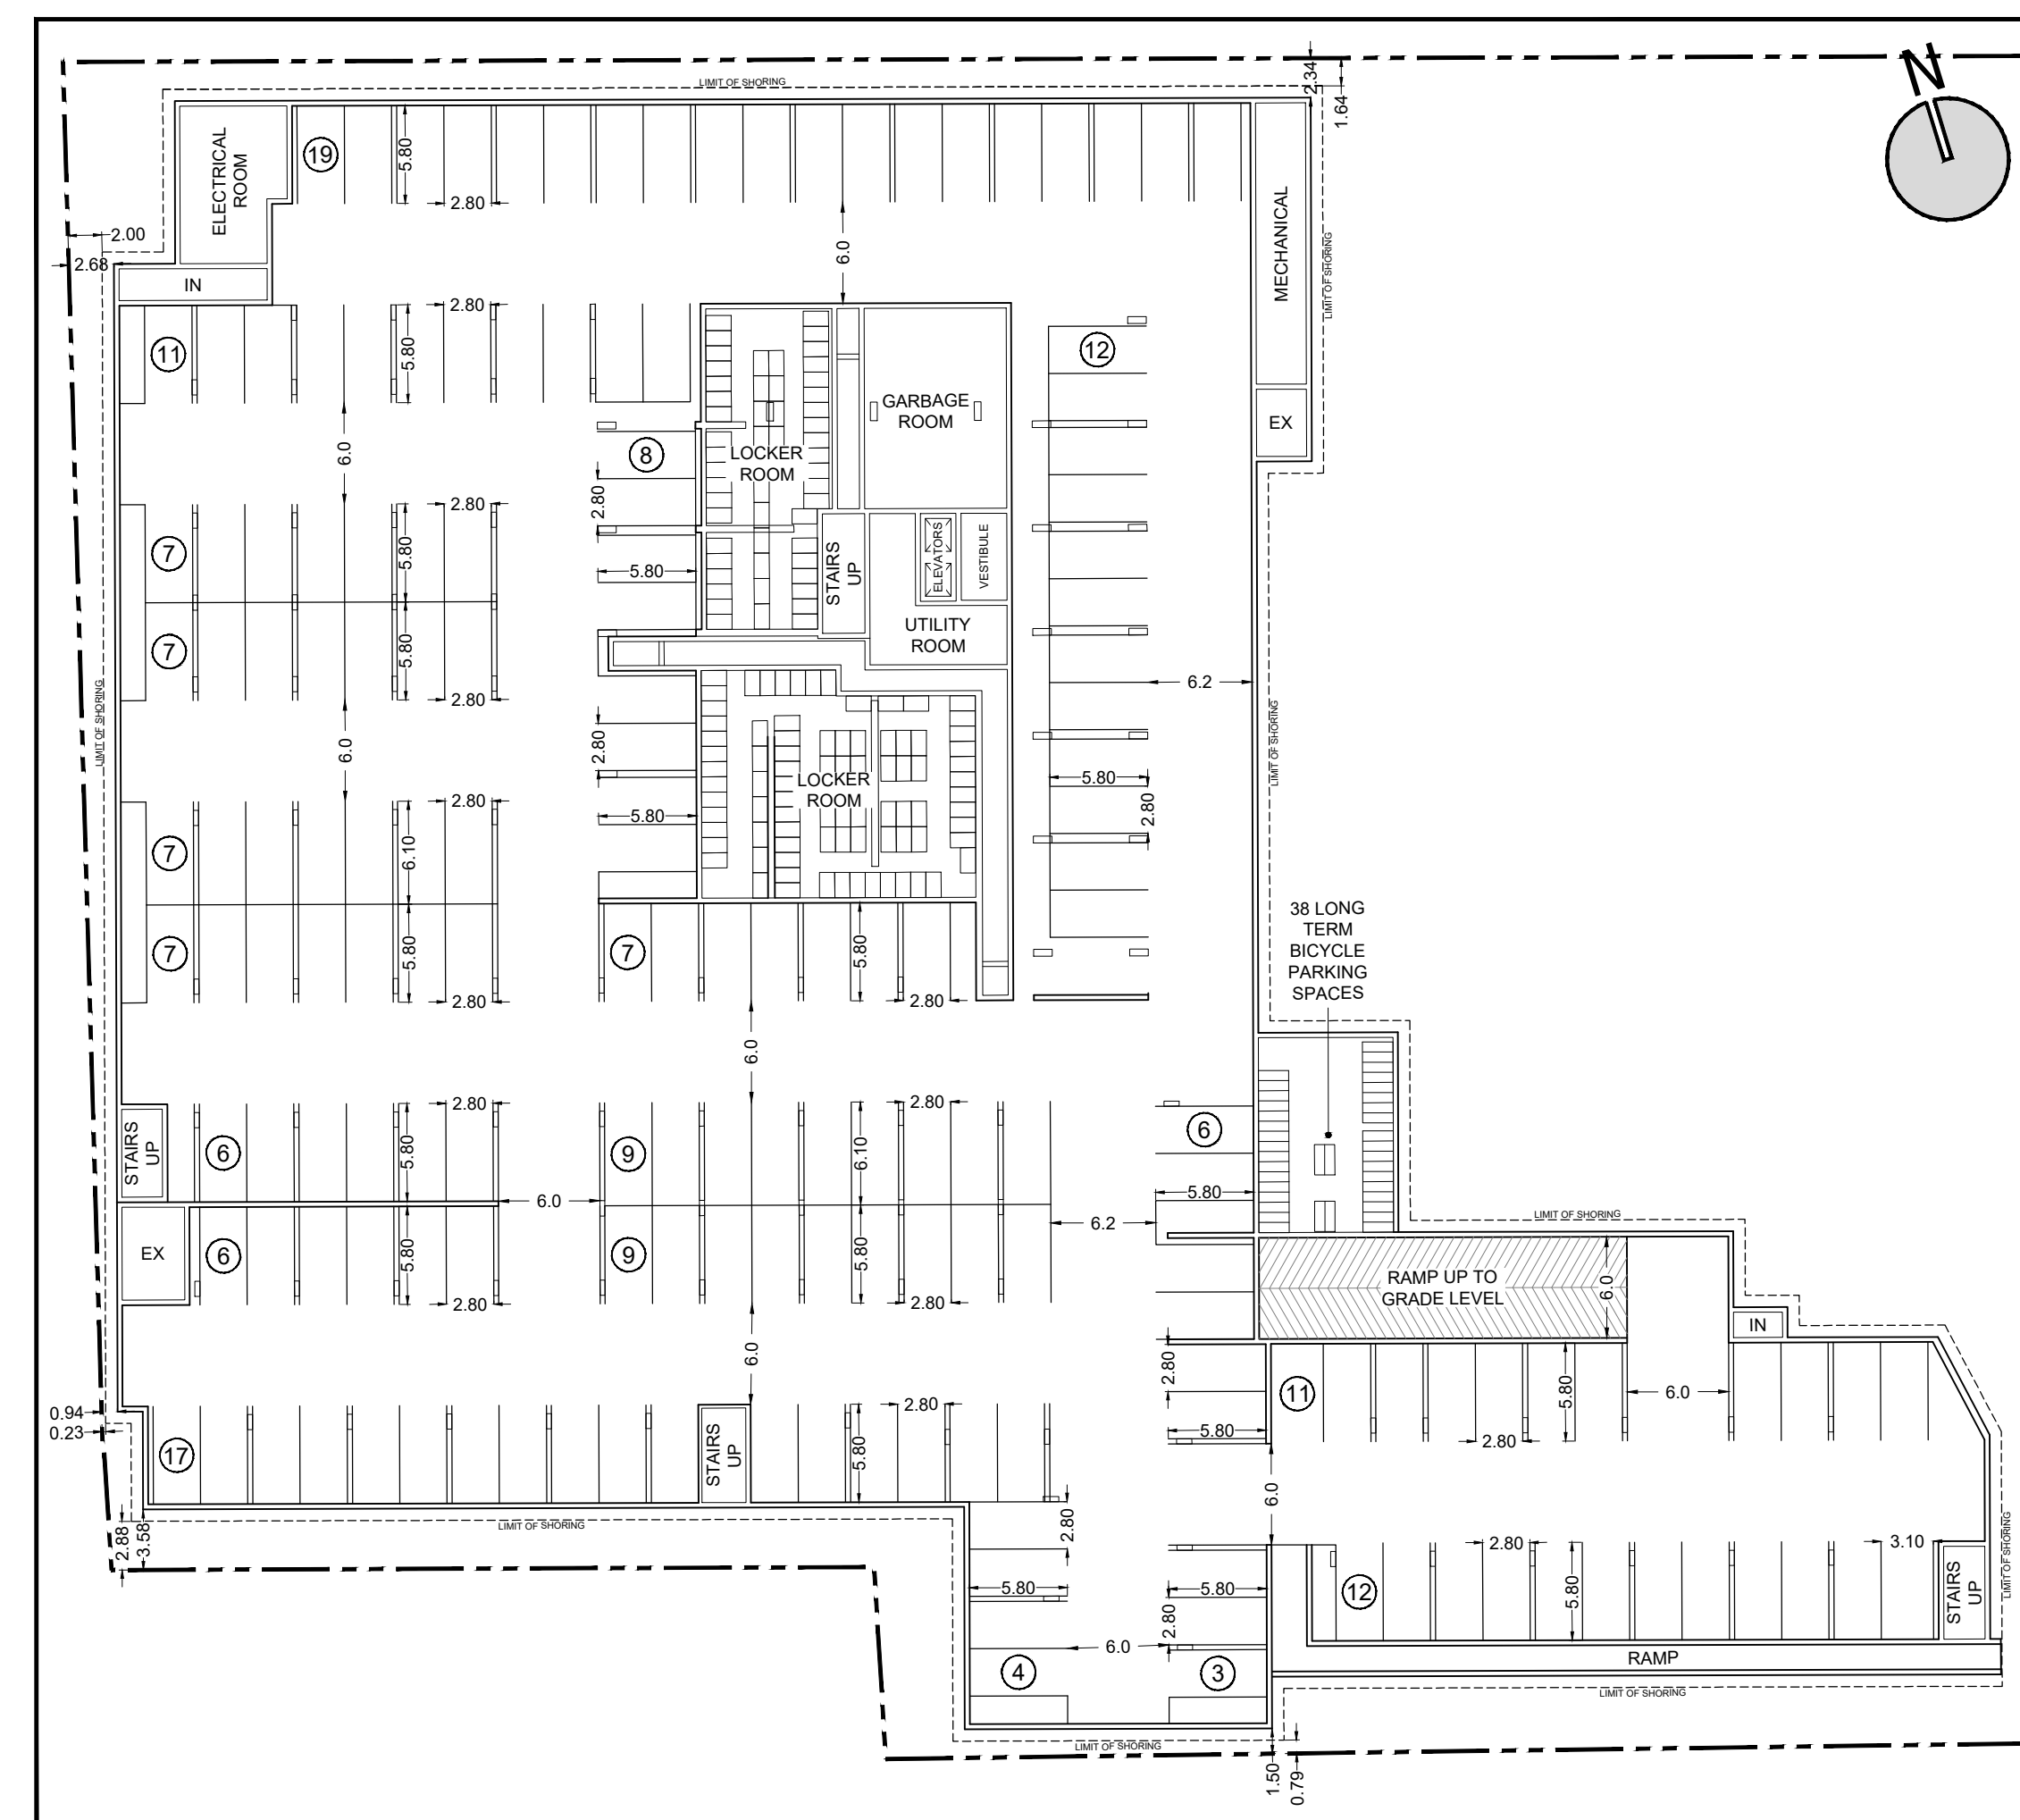 LIMIT OF SHORING
2.34
1.64
N
ELECTRICAL
ROOM
19
5.80
2.80
2.00
2.68
IN
6.0
MECHANICAL
LIMIT OF SHORING
2.80
11
5.80
12
GARBAGE
ROOM
EX
8
LOCKER
ROOM
6.0
2.80
2.80
7
5.80
5.80
STAIRS
UP
ELEVATORS
VESTIBULE
UTILITY
ROOM
7
5.80
2.80
6.2
LIMIT OF SHORING
LIMIT OF SHORING
6.0
2.80
LOCKER
ROOM
5.80
2.80
5.80
2.80
7
6.10
7
5.80
2.80
7
5.80
2.80
38 LONG
TERM
BICYCLE
PARKING
SPACES
6.0
2.80
2.80
STAIRS
UP
6
5.80
9
6.10
6
5.80
6.0
6.2
LIMIT OF SHORING
EX
6
5.80
2.80
9
5.80
2.80
RAMP UP TO
GRADE LEVEL
6.0
IN
6.0
2.80
11
5.80
6.0
0.94
0.23
2.80
17
STAIRS
UP
5.80
5.80
2.80
6.0
LIMIT OF SHORING
2.88
3.58
2.80
2.80
3.10
5.80
5.80
2.80
12
5.80
STAIRS
UP
LIMIT OF SHORING
6.0
4
3
RAMP
LIMIT OF SHORING
LIMIT OF SHORING
1.50
0.79